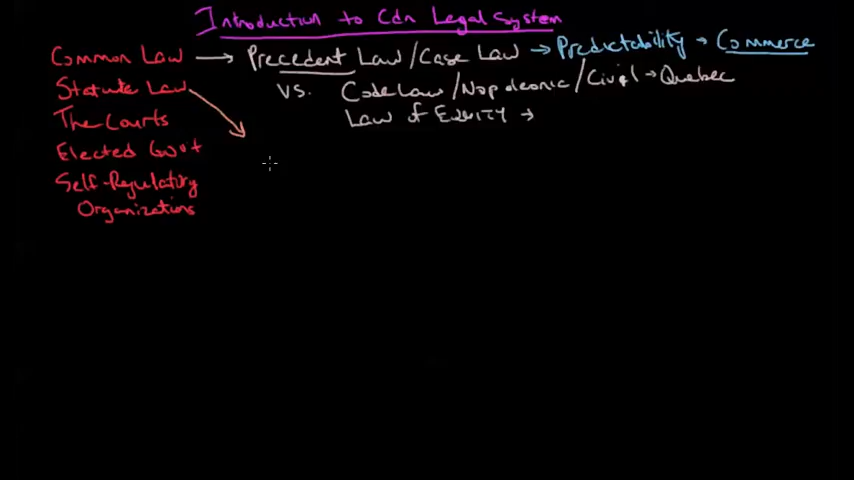 Introduction to Cdn Legal System
Common Law → Precedent Law/Case Law → Predictability → Commerce
Statute Law
vs. Code Law/Napoleonic/Civil → Quebec
The Courts
Law of Equity →
Elected Gov't
Self-Regulatory
Organizations